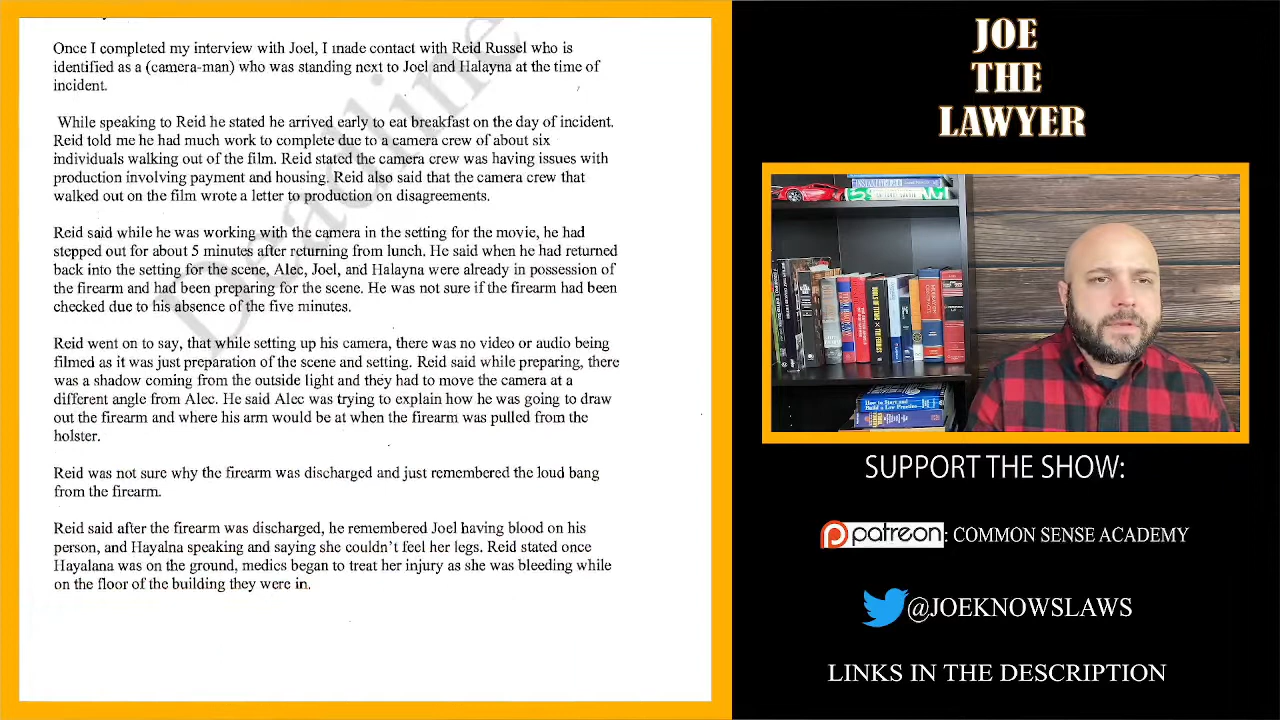 Once I completed my interview with Joel, I made contact with Reid Russel who is
identified as a (camera-man) who was standing next to Joel and Halayna at the time of
incident.
While speaking to Reid he stated he arrived early to eat breakfast on the day of incident.
Reid told me he had much work to complete due to a camera crew of about six
individuals walking out of the film. Reid stated the camera crew was having issues with
production involving payment and housing. Reid also said that the camera crew that
walked out on the film wrote a letter to production on disagreements.
Reid said while he was working with the camera in the setting for the movie, he had
stepped out for about 5 minutes after returning from lunch. He said when he had returned
back into the setting for the scene, Alec, Joel, and Halayna were already in possession of
the firearm and had been preparing for the scene. He was not sure if the firearm had been
checked due to his absence of the five minutes.
Reid went on to say, that while setting up his camera, there was no video or audio being
filmed as it was just preparation of the scene and setting. Reid said while preparing, there
was a shadow coming from the outside light and they had to move the camera at a
different angle from Alec. He said Alec was trying to explain how he was going to draw
out the firearm and where his arm would be at when the firearm was pulled from the
holster.
Reid was not sure why the firearm was discharged and just remembered the loud bang
from the firearm.
Reid said after the firearm was discharged, he remembered Joel having blood on his
person, and Hayalna speaking and saying she couldn't feel her legs. Reid stated once
Hayalana was on the ground, medics began to treat her injury as she was bleeding while
on the floor of the building they were in.
Deadline
JOE
THE
LAWYER
How to Start and
Build a Law Practice
SUPPORT THE SHOW:
patreon: COMMON SENSE ACADEMY
@JOEKNOWSLAWS
LINKS IN THE DESCRIPTION